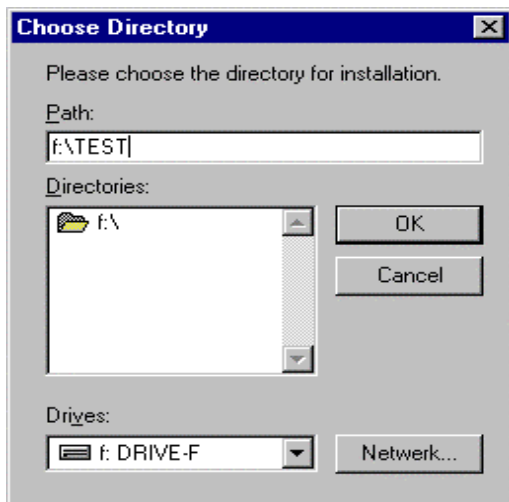 Choose Directory
Please choose the directory for installation.
Path:
f:\TEST
Directories:
f:\
OK
Cancel
Drives:
f: DRIVE-F
Netwerk...